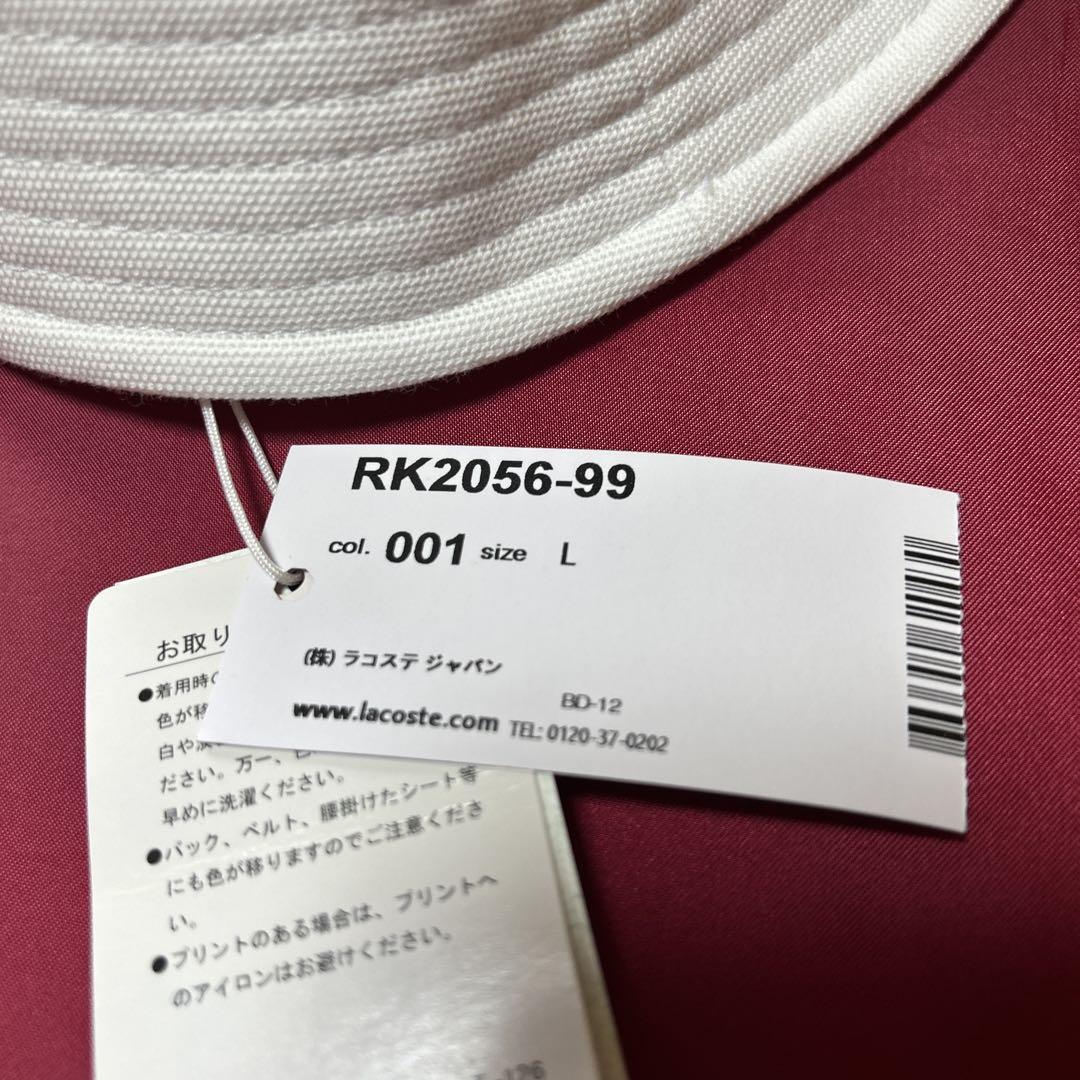 RK2056-99
col. 001 size L
(株) ラコステ ジャパン
BD-12
www.lacoste.com TEL: 0120-37-0202
お取り
●着用時
色が移
白や
ださい。万一、
早めに洗濯ください。
●バック、ベルト、腰掛けたシート等
にも色が移りますのでご注意くださ
い。
●プリントのある場合は、プリントへ
のアイロンはお避けください。
126